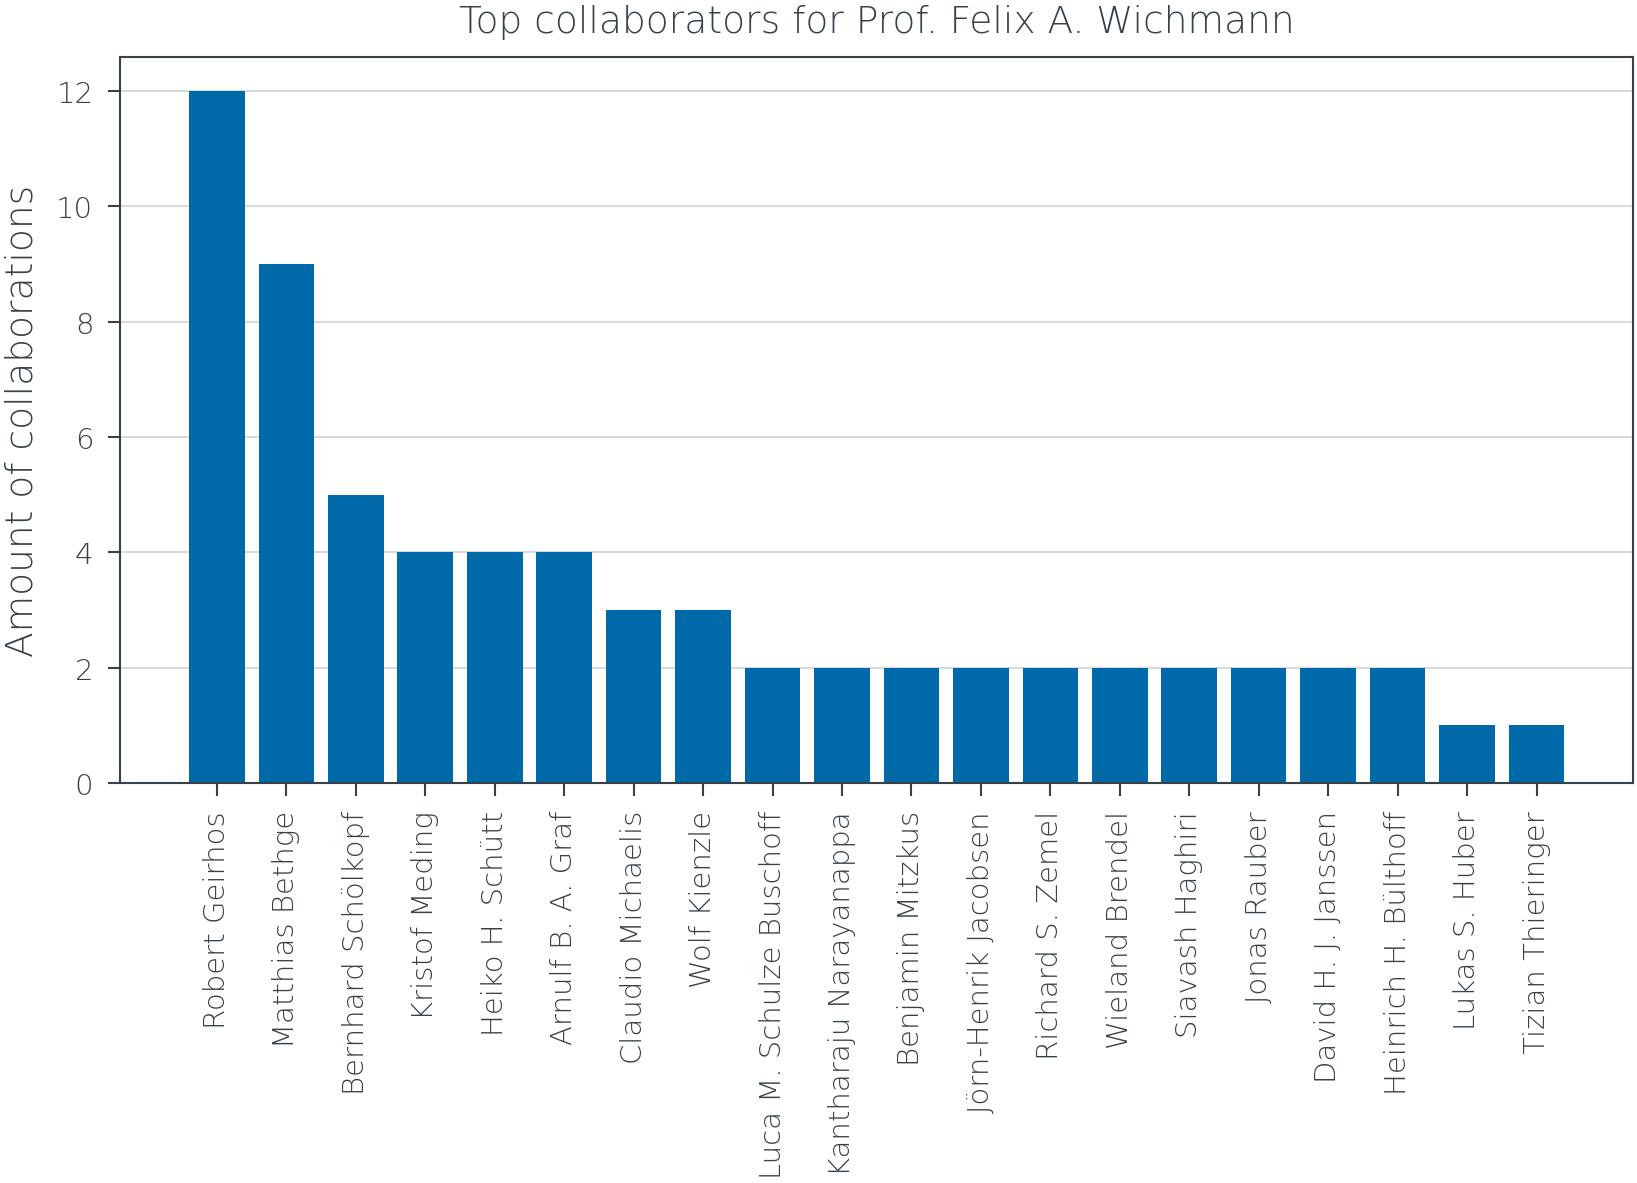 Top collaborators for Prof. Felix A. Wichmann
Amount of collaborations
12
10
8
6
4
2
0
Robert Geirhos
Matthias Bethge
Bernhard Schölkopf
Kristof Meding
Heiko H. Schütt
Arnulf B. A. Graf
Claudio Michaelis
Wolf Kienzle
Luca M. Schulze Buschoff
Kantharaju Narayanappa
Benjamin Mitzkus
Jörn-Henrik Jacobsen
Richard S. Zemel
Wieland Brendel
Siavash Haghiri
Jonas Rauber
David H. J. Janssen
Heinrich H. Bülthoff
Lukas S. Huber
Tizian Thieringer